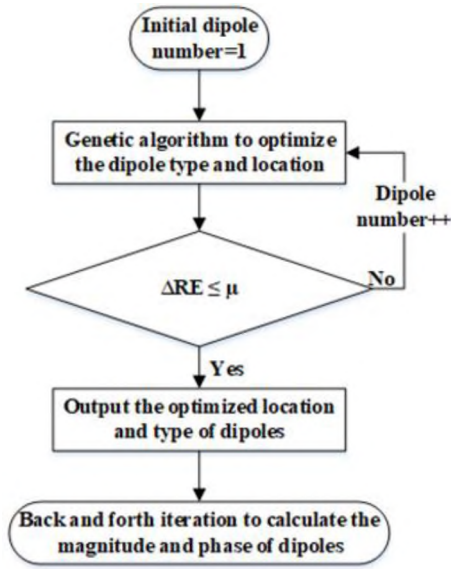 Initial dipole
number=1
Genetic algorithm to optimize
the dipole type and location
Dipole
number++
ΔRE ≤ μ
No
Yes
Output the optimized location
and type of dipoles
Back and forth iteration to calculate the
magnitude and phase of dipoles